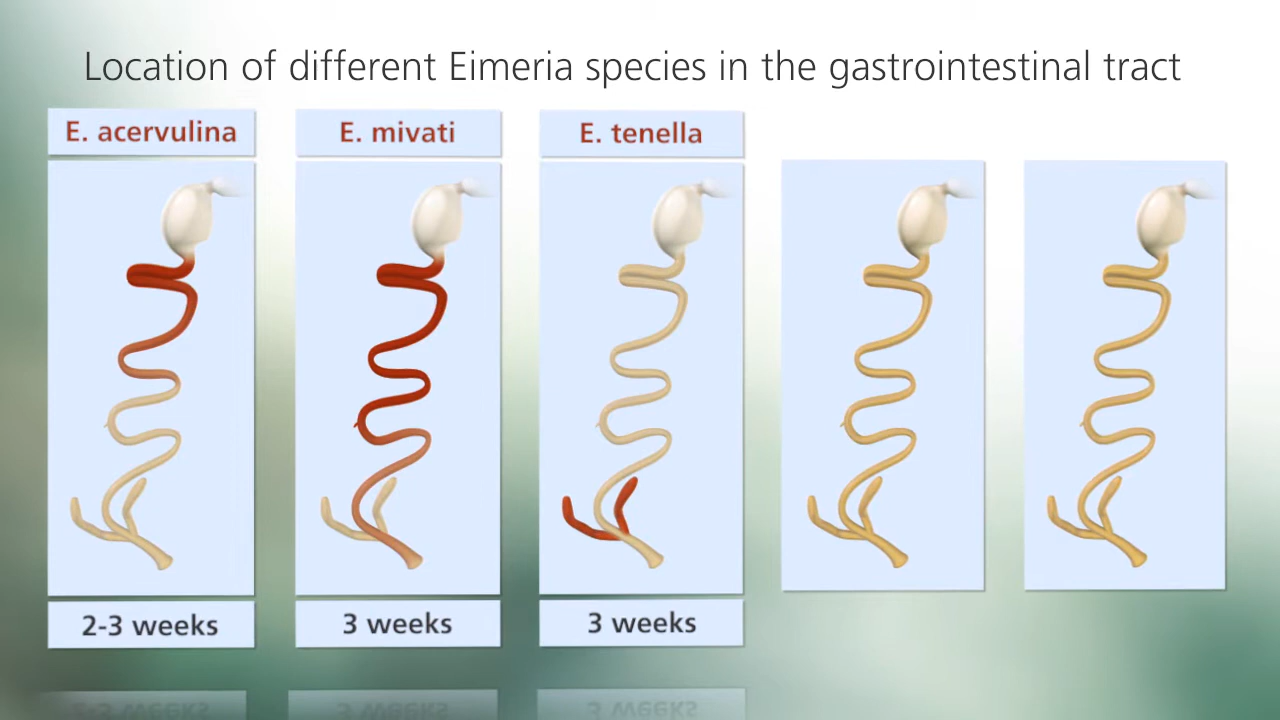 Location of different Eimeria species in the gastrointestinal tract
E. acervulina
E. mivati
E. tenella
2-3 weeks
3 weeks
3 weeks